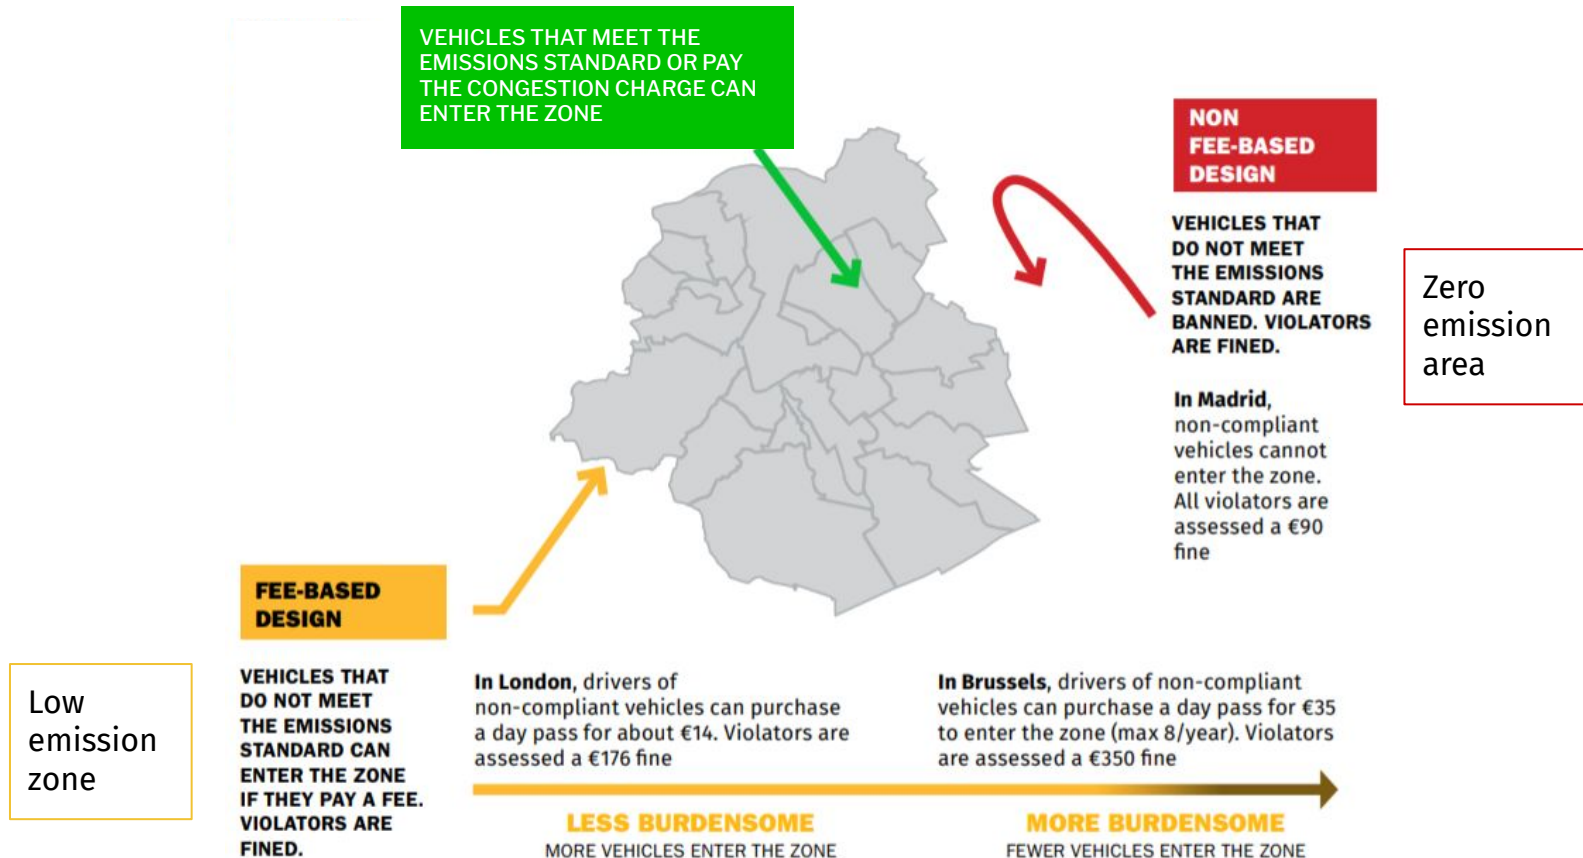 VEHICLES THAT MEET THE
EMISSIONS STANDARD OR PAY
THE CONGESTION CHARGE CAN
ENTER THE ZONE
NON
FEE-BASED
DESIGN
VEHICLES THAT
DO NOT MEET
THE EMISSIONS
STANDARD ARE
BANNED. VIOLATORS
ARE FINED.
In Madrid,
non-compliant
vehicles cannot
enter the zone.
All violators are
assessed a €90
fine
Zero
emission
area
FEE-BASED
DESIGN
VEHICLES THAT
DO NOT MEET
THE EMISSIONS
STANDARD CAN
ENTER THE ZONE
IF THEY PAY A FEE.
VIOLATORS ARE
FINED.
Low
emission
zone
In London, drivers of
non-compliant vehicles can purchase
a day pass for about €14. Violators are
assessed a €176 fine
In Brussels, drivers of non-compliant
vehicles can purchase a day pass for €35
to enter the zone (max 8/year). Violators
are assessed a €350 fine
LESS BURDENSOME
MORE VEHICLES ENTER THE ZONE
MORE BURDENSOME
FEWER VEHICLES ENTER THE ZONE